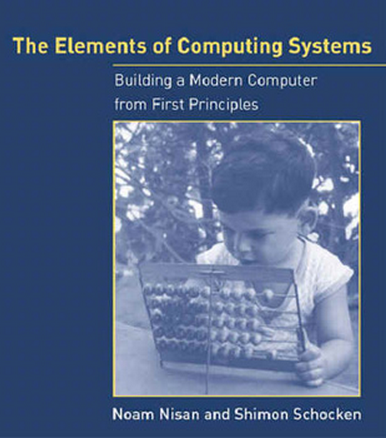 The Elements of Computing Systems
Building a Modern Computer
from First Principles
Noam Nisan and Shimon Schocken